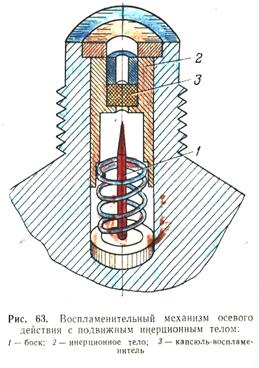 2
3
1
Рис. 63. Воспламенительный механизм осевого
действия с подвижным инерционным телом:
1 — боек; 2 — инерционное тело; 3 — капсюль-воспламе-
нитель